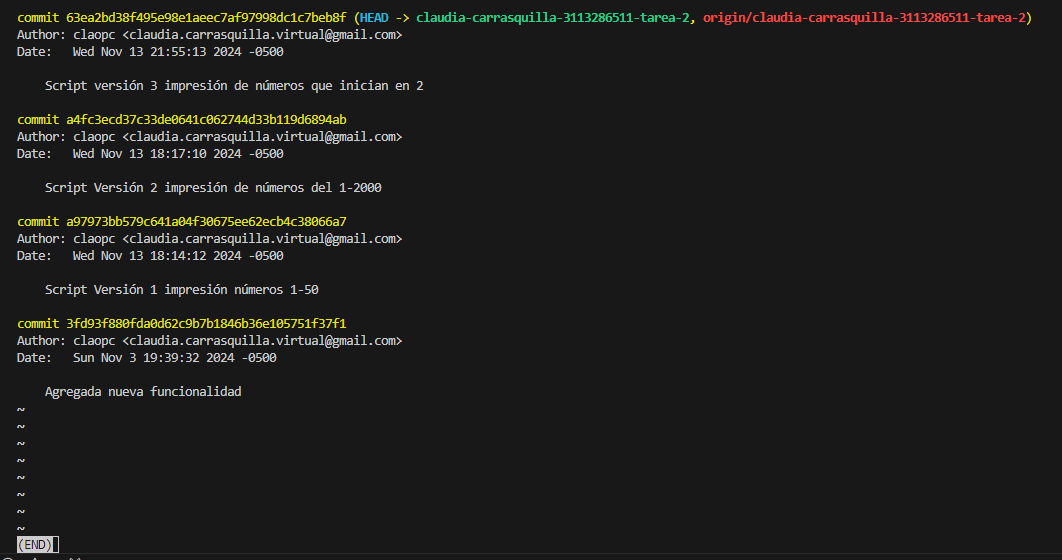 commit 63ea2bd38f495e98e1aeec7af97998dc1c7beb8f (HEAD -> claudia-carrasquilla-3113286511-tarea-2, origin/claudia-carrasquilla-3113286511-tarea-2)
Author: claopc <claudia.carrasquilla.virtual@gmail.com>
Date:   Wed Nov 13 21:55:13 2024 -0500
    Script versión 3 impresión de números que inician en 2
commit a4fc3ecd37c33de0641c062744d33b119d6894ab
Author: claopc <claudia.carrasquilla.virtual@gmail.com>
Date:   Wed Nov 13 18:17:10 2024 -0500
    Script Versión 2 impresión de números del 1-2000
commit a97973bb579c641a04f30675ee62ecb4c38066a7
Author: claopc <claudia.carrasquilla.virtual@gmail.com>
Date:   Wed Nov 13 18:14:12 2024 -0500
    Script Versión 1 impresión números 1-50
commit 3fd93f880fda0d62c9b7b1846b36e105751f37f1
Author: claopc <claudia.carrasquilla.virtual@gmail.com>
Date:   Sun Nov 3 19:39:32 2024 -0500
    Agregada nueva funcionalidad
~
~
~
~
~
~
~
~
(END)